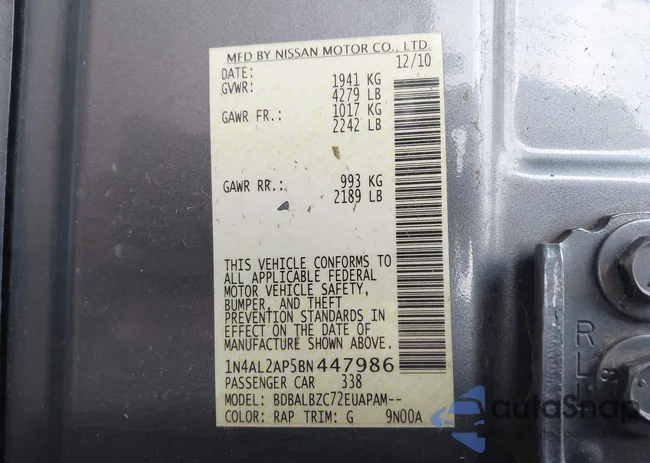 MFD BY NISSAN MOTOR CO., LTD.
DATE: 12/10
GVWR: 1941 KG
4279 LB
GAWR FR.: 1017 KG
2242 LB
GAWR RR.: 993 KG
2189 LB
THIS VEHICLE CONFORMS TO
ALL APPLICABLE FEDERAL
MOTOR VEHICLE SAFETY,
BUMPER, AND THEFT
PREVENTION STANDARDS IN
EFFECT ON THE DATE OF
MANUFACTURE SHOWN ABOVE.
1N4AL2AP5BN447986
PASSENGER CAR 338
MODEL: BDBALBZC72EUAPAM--
COLOR: RAP TRIM: G 9N00A
R
L
autoSnap